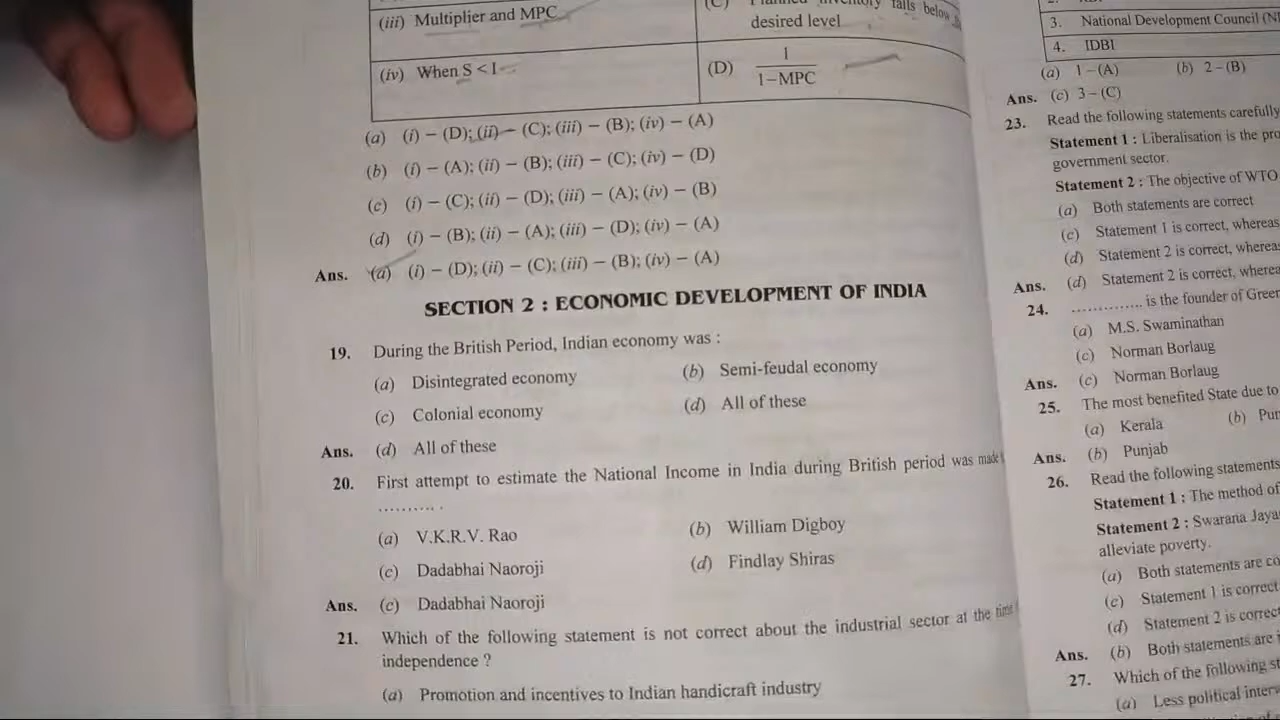 (iii) Multiplier and MPC
(C) Planned inventory falls below
desired level
(iv) When S < I
(D) 1
1–MPC
(a) (i) – (D); (ii) – (C); (iii) – (B); (iv) – (A)
(b) (i) – (A); (ii) – (B); (iii) – (C); (iv) – (D)
(c) (i) – (C); (ii) – (D); (iii) – (A); (iv) – (B)
(d) (i) – (B); (ii) – (A); (iii) – (D); (iv) – (A)
Ans. (a) (i) – (D); (ii) – (C); (iii) – (B); (iv) – (A)
SECTION 2 : ECONOMIC DEVELOPMENT OF INDIA
19. During the British Period, Indian economy was :
(a) Disintegrated economy (b) Semi-feudal economy
(c) Colonial economy (d) All of these
Ans. (d) All of these
20. First attempt to estimate the National Income in India during British period was made
.......... .
(a) V.K.R.V. Rao (b) William Digboy
(c) Dadabhai Naoroji (d) Findlay Shiras
Ans. (c) Dadabhai Naoroji
21. Which of the following statement is not correct about the industrial sector at the time
independence ?
(a) Promotion and incentives to Indian handicraft industry
3. National Development Council
4. IDBI
(a) 1 – (A) (b) 2 – (B)
Ans. (c) 3 – (C)
23. Read the following statements carefully
Statement 1 : Liberalisation is the
government sector.
Statement 2 : The objective of WTO
(a) Both statements are correct
(c) Statement 1 is correct, whereas
(d) Statement 2 is correct,
Ans. (d) Statement 2 is correct,
24. ............. is the founder of
(a) M.S. Swaminathan
(c) Norman Borlaug
Ans. (c) Norman Borlaug
25. The most benefited State due to
(a) Kerala (b)
Ans. (b) Punjab
26. Read the following statements
Statement 1 : The method of
Statement 2 : Swarana
alleviate poverty.
(a) Both statements are
(c) Statement 1 is correct
(d) Statement 2 is
Ans. (b) Both statements are
27. Which of the following
(a) Less political